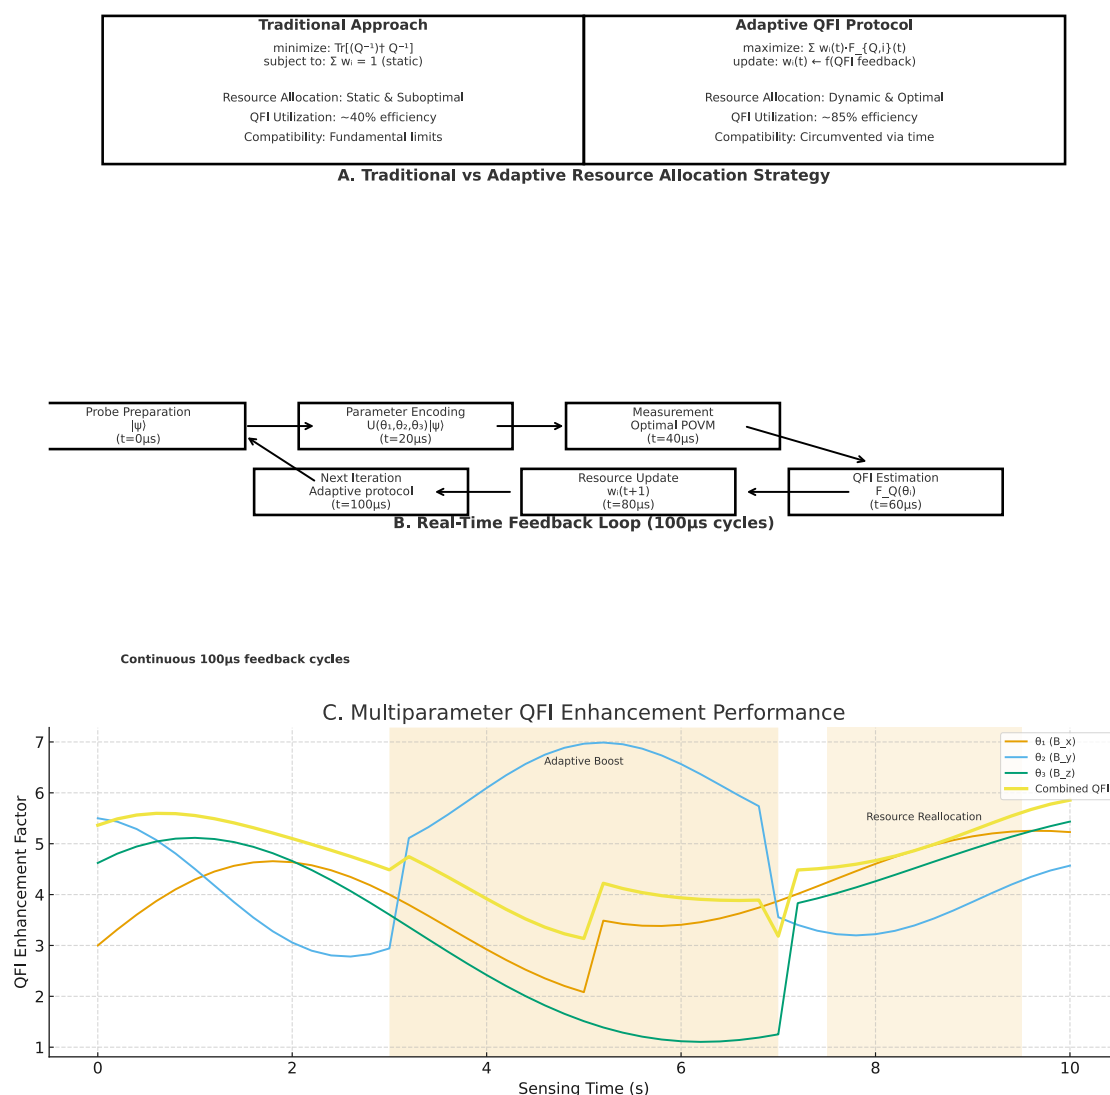 Traditional Approach
minimize: Tr[(Q⁻¹)† Q⁻¹]
subject to: Σ wᵢ = 1 (static)
Resource Allocation: Static & Suboptimal
QFI Utilization: ~40% efficiency
Compatibility: Fundamental limits
Adaptive QFI Protocol
maximize: Σ wᵢ(t)·F_{Q,i}(t)
update: wᵢ(t) ← f(QFI feedback)
Resource Allocation: Dynamic & Optimal
QFI Utilization: ~85% efficiency
Compatibility: Circumvented via time
A. Traditional vs Adaptive Resource Allocation Strategy
Probe Preparation
|ψ⟩
(t=0μs)
Parameter Encoding
U(θ₁,θ₂,θ₃)|ψ⟩
(t=20μs)
Measurement
Optimal POVM
(t=40μs)
Next Iteration
Adaptive protocol
(t=100μs)
Resource Update
wᵢ(t+1)
(t=80μs)
QFI Estimation
F_Q(θᵢ)
(t=60μs)
B. Real-Time Feedback Loop (100μs cycles)
Continuous 100μs feedback cycles
C. Multiparameter QFI Enhancement Performance
QFI Enhancement Factor
7
6
5
4
3
2
1
Adaptive Boost
Resource Reallocation
θ₁ (B_x)
θ₂ (B_y)
θ₃ (B_z)
Combined QFI
0 2 4 6 8 10
Sensing Time (s)